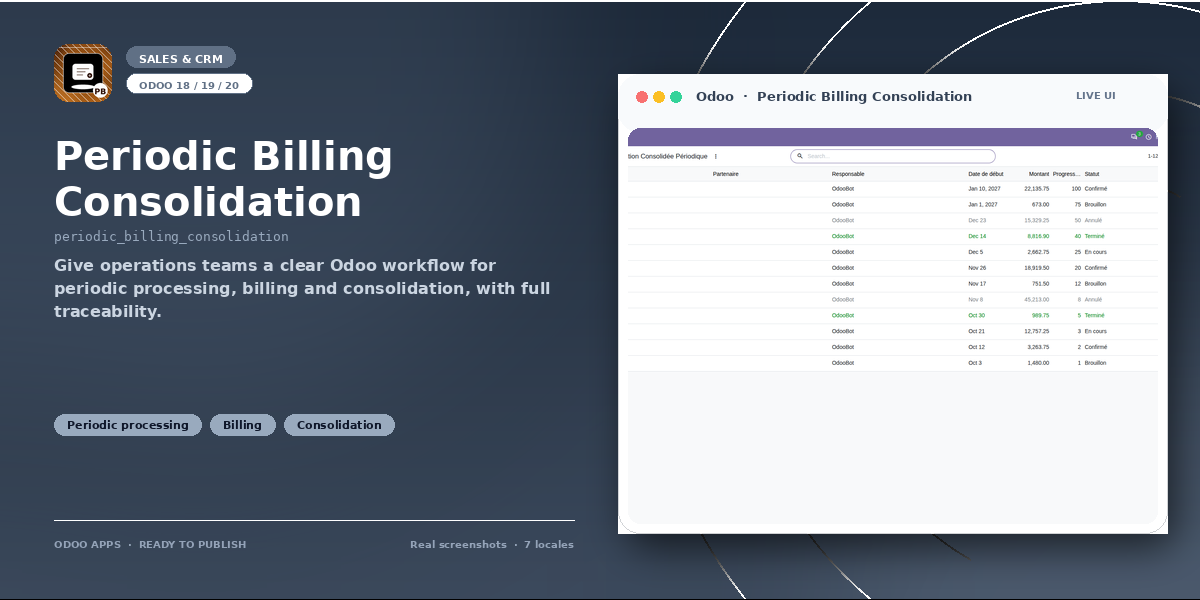 PB
SALES & CRM
ODOO 18 / 19 / 20
Periodic Billing
Consolidation
periodic_billing_consolidation
Give operations teams a clear Odoo workflow for
periodic processing, billing and consolidation, with full
traceability.
Periodic processing Billing Consolidation
ODOO APPS · READY TO PUBLISH
Real screenshots · 7 locales
Odoo · Periodic Billing Consolidation LIVE UI
tion Consolidée Périodique Search... 1-12
Partenaire Responsable Date de début Montant Progress... Statut
OdooBot Jan 10, 2027 22,135.75 100 Confirmé
OdooBot Jan 1, 2027 673.00 75 Brouillon
OdooBot Dec 23 15,329.25 50 Annulé
OdooBot Dec 14 8,816.90 40 Terminé
OdooBot Dec 5 2,662.75 25 En cours
OdooBot Nov 26 18,919.50 20 Confirmé
OdooBot Nov 17 751.50 12 Brouillon
OdooBot Nov 8 45,213.00 8 Annulé
OdooBot Oct 30 989.75 5 Terminé
OdooBot Oct 21 12,757.25 3 En cours
OdooBot Oct 12 3,263.75 2 Confirmé
OdooBot Oct 3 1,480.00 1 Brouillon